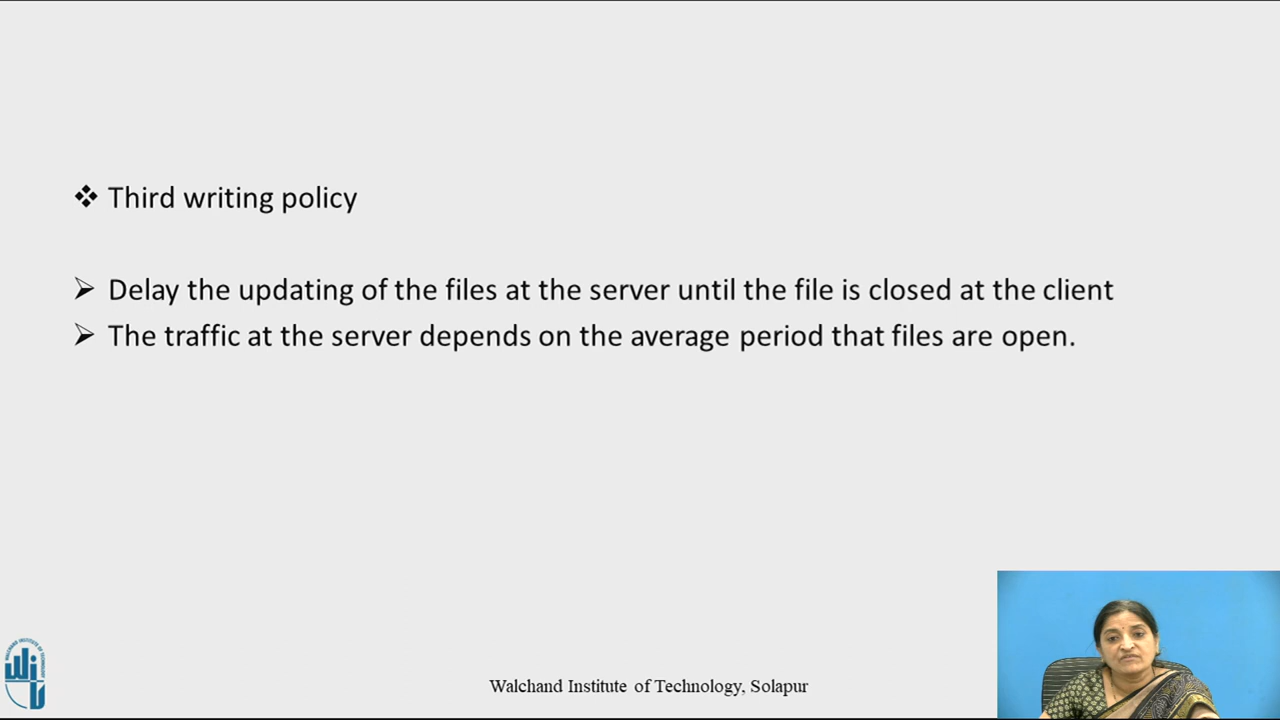 Third writing policy
Delay the updating of the files at the server until the file is closed at the client
The traffic at the server depends on the average period that files are open.
Walchand Institute of Technology, Solapur